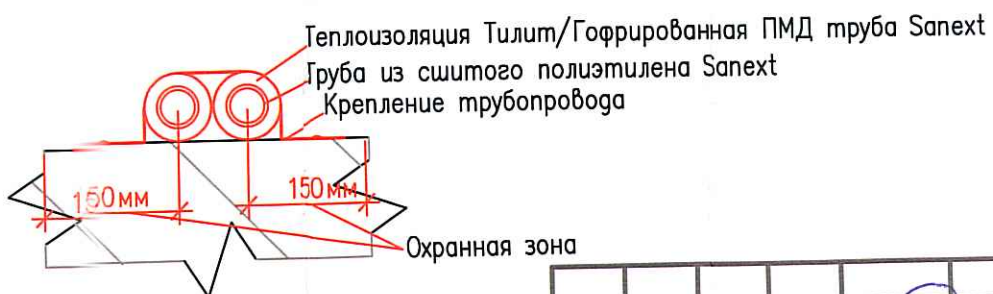 Теплоизоляция Тилит/Гофрированная ПМД труба Sanext
Труба из сшитого полиэтилена Sanext
Крепление трубопровода
150мм
150мм
Охранная зона